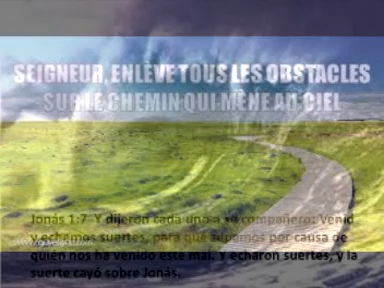 SEIGNEUR, ENLÈVE TOUS LES OBSTACLES
SUR LE CHEMIN QUI MÈNE AU CIEL
Jonás 1:7 Y dijeron cada uno a su compañero: Venid
y echemos suertes, para que sepamos por causa de
quién nos ha venido este mal. Y echaron suertes, y la
suerte cayó sobre Jonás.